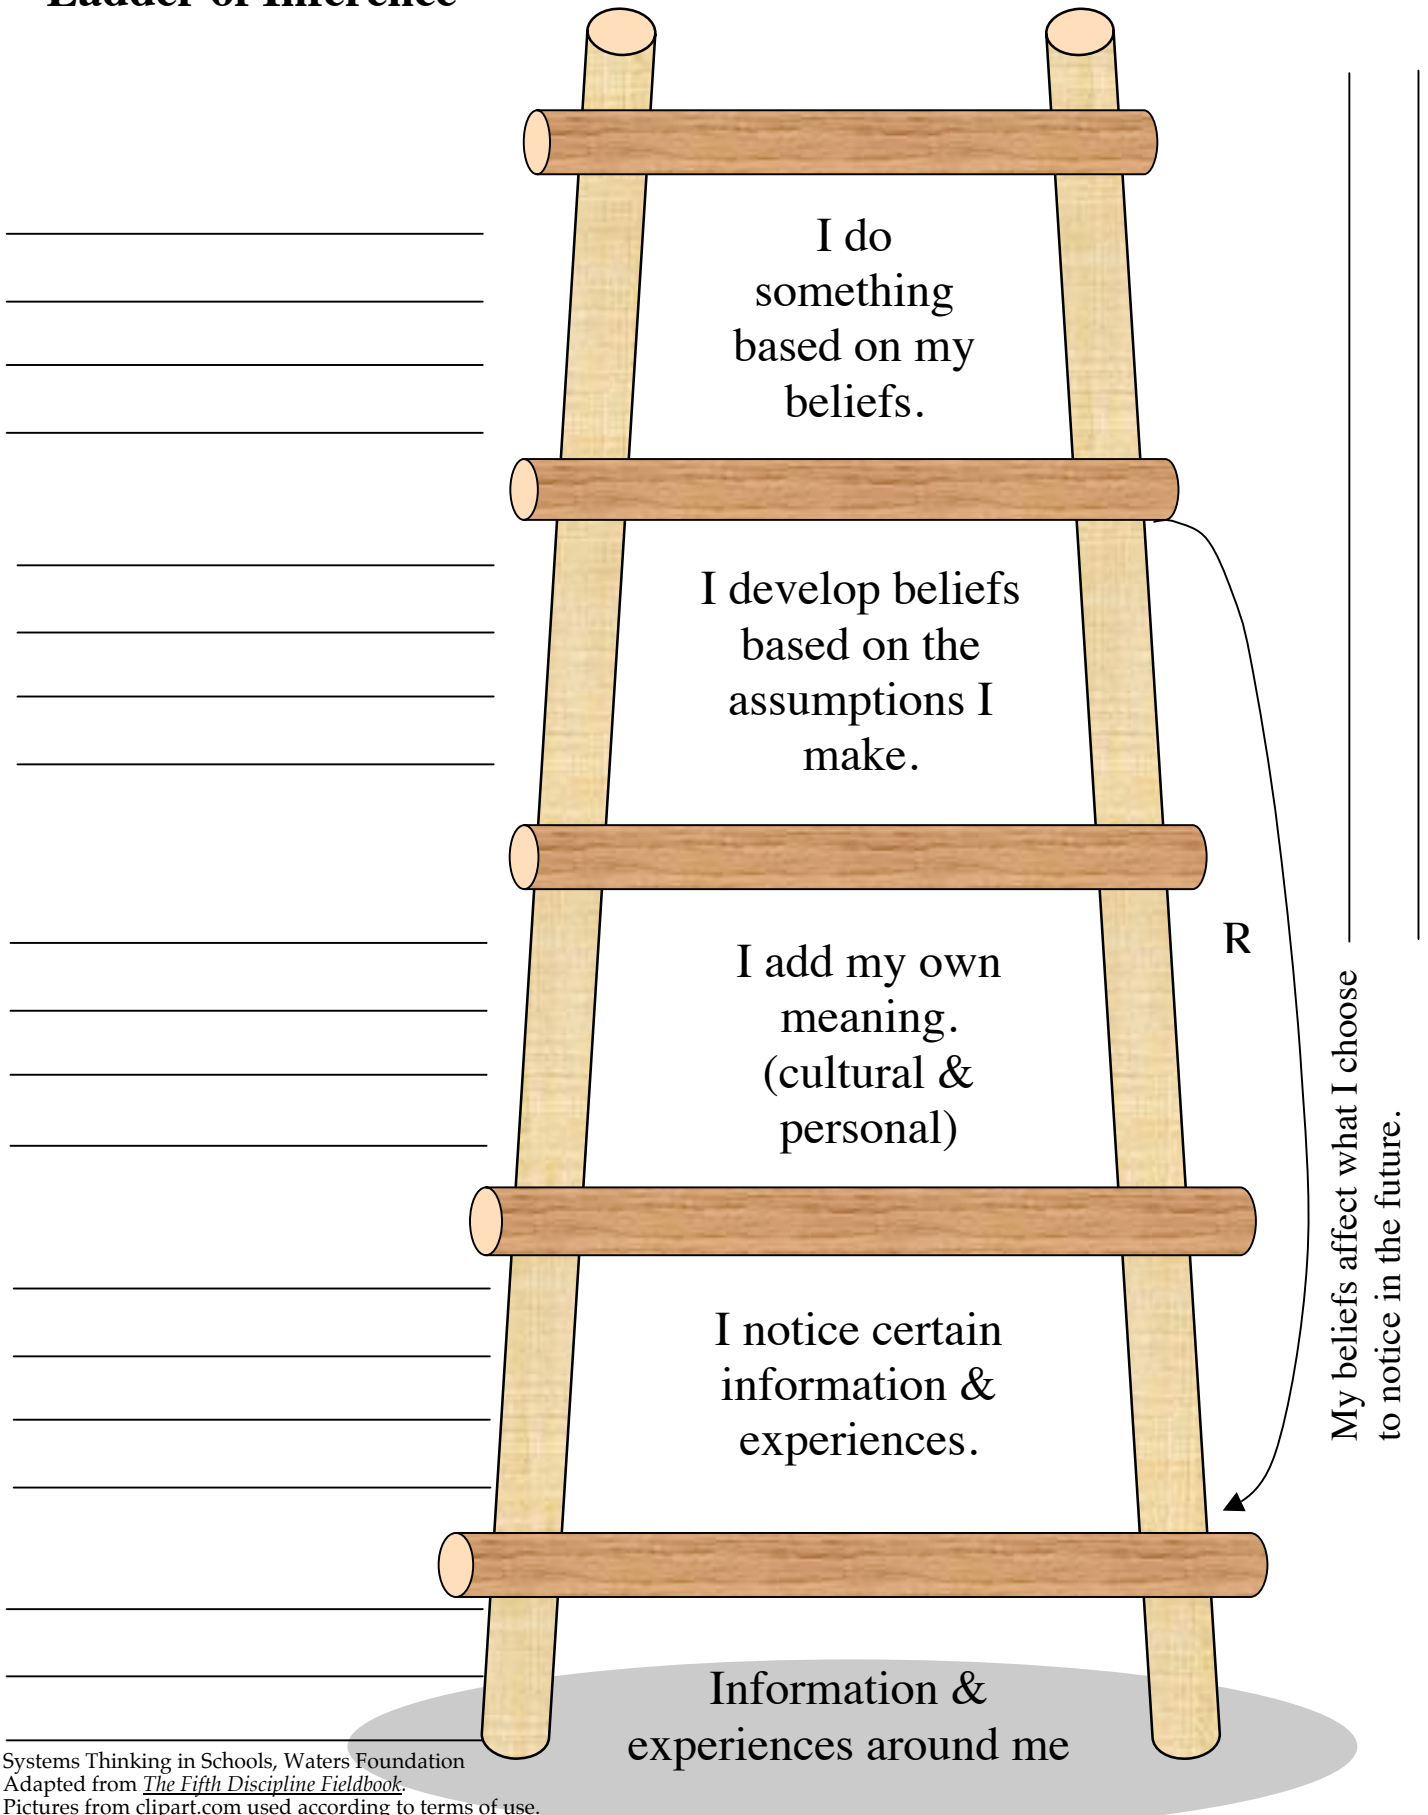 Ladder of Inference
I do
something
based on my
beliefs.
I develop beliefs
based on the
assumptions I
make.
R
I add my own
meaning.
(cultural &
personal)
My beliefs affect what I choose
to notice in the future.
I notice certain
information &
experiences.
Information &
experiences around me
Systems Thinking in Schools, Waters Foundation
Adapted from The Fifth Discipline Fieldbook.
Pictures from clipart.com used according to terms of use.